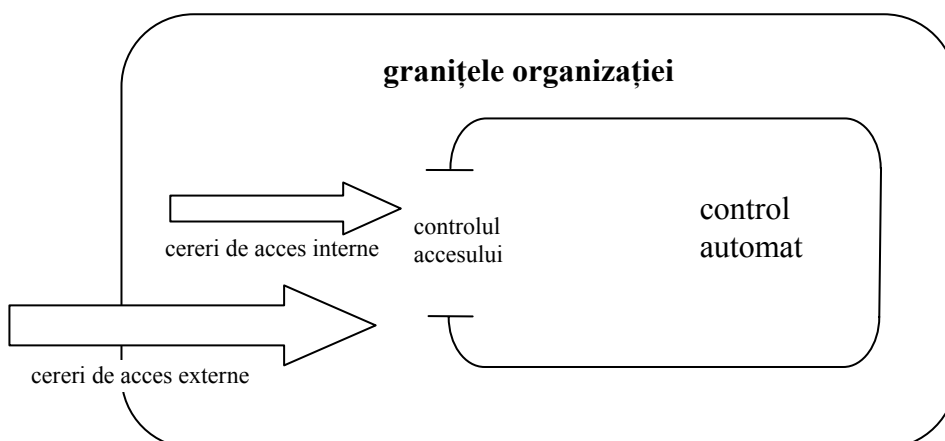 granițele organizației
cereri de acces interne
controlul
accesului
control
automat
cereri de acces externe